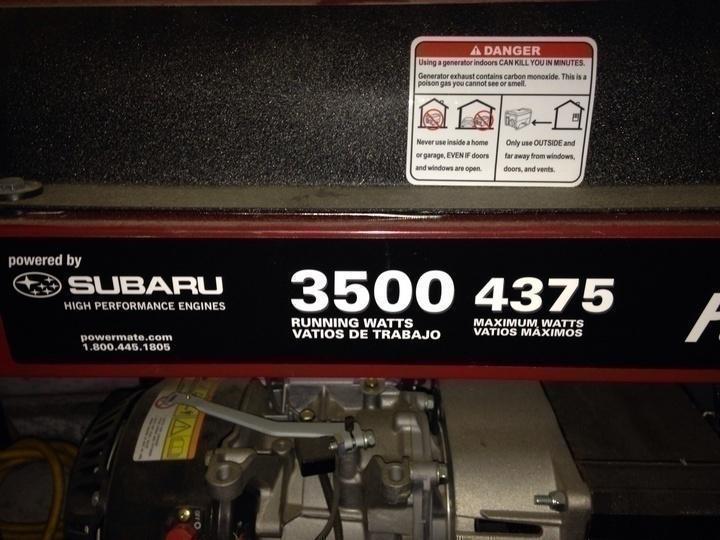 DANGER
Using a generator indoors CAN KILL YOU IN MINUTES.
Generator exhaust contains carbon monoxide. This is a
poison gas you cannot see or smell.
Never use inside a home
or garage, EVEN IF doors
and windows are open.
Only use OUTSIDE and
far away from windows,
doors, and vents.
powered by
SUBARU
HIGH PERFORMANCE ENGINES
powermate.com
1.800.445.1805
3500
RUNNING WATTS
VATIOS DE TRABAJO
4375
MAXIMUM WATTS
VATIOS MÁXIMOS
OFF